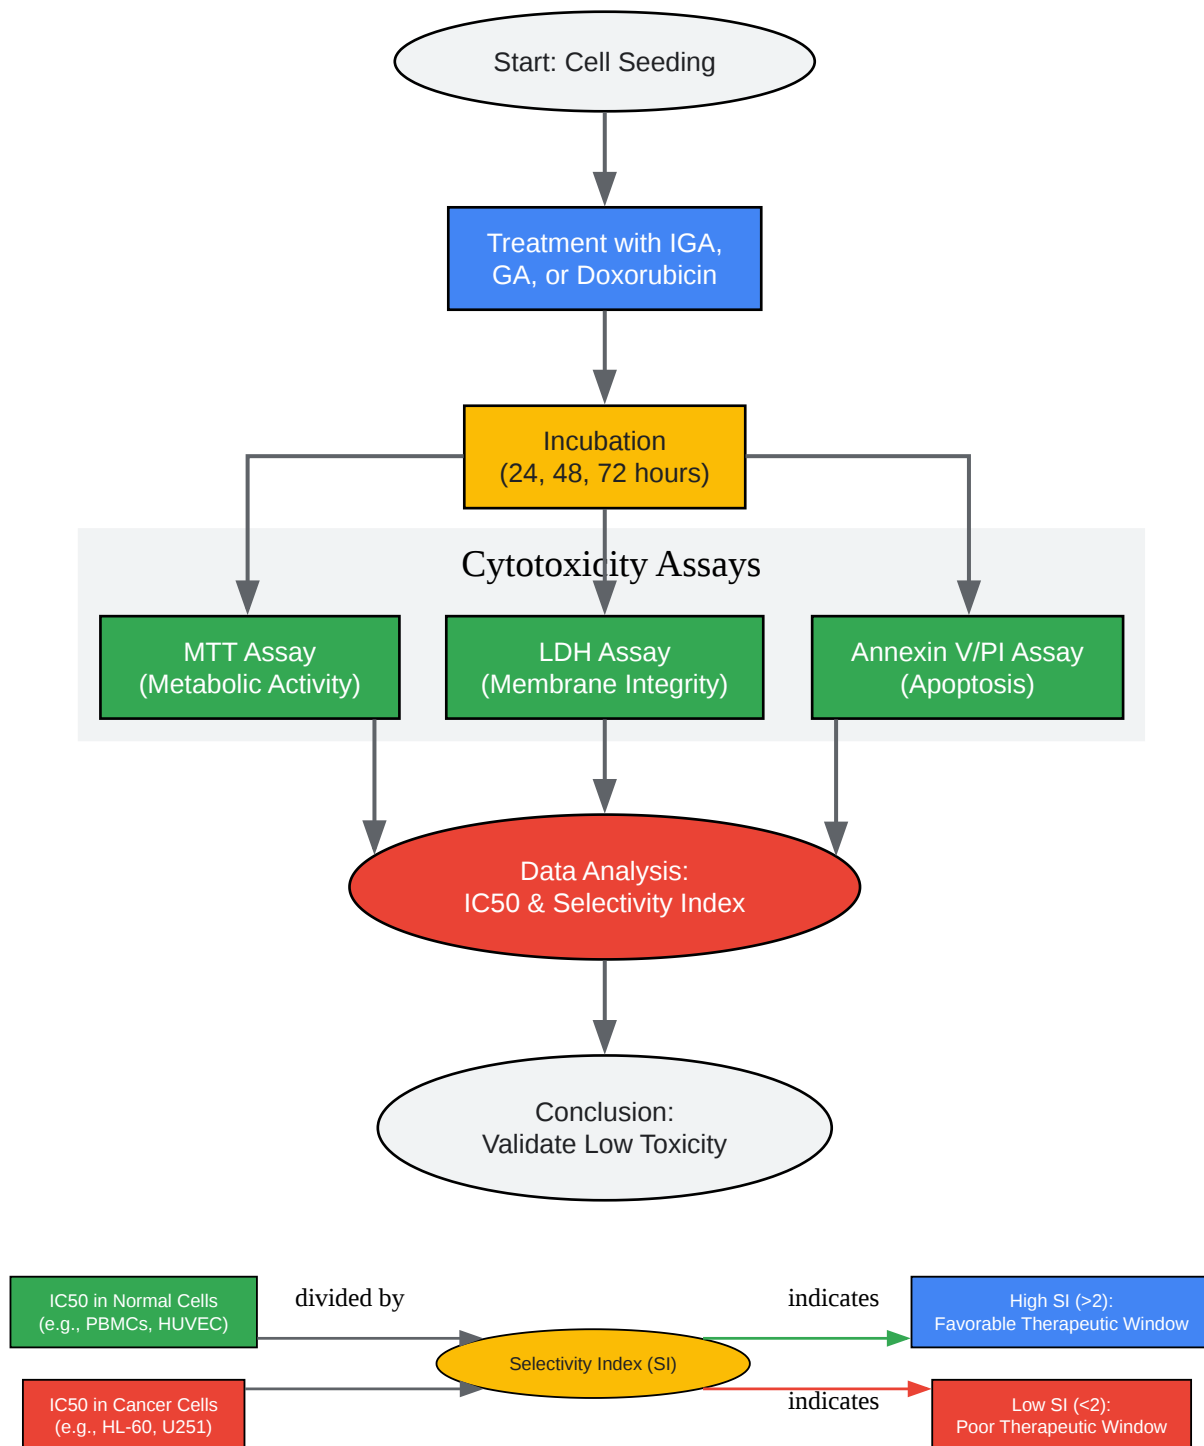 Start: Cell Seeding
Treatment with IGA,
GA, or Doxorubicin
Incubation
(24, 48, 72 hours)
Cytotoxicity Assays
MTT Assay
(Metabolic Activity)
LDH Assay
(Membrane Integrity)
Annexin V/PI Assay
(Apoptosis)
Data Analysis:
IC50 & Selectivity Index
Conclusion:
Validate Low Toxicity
IC50 in Normal Cells
(e.g., PBMCs, HUVEC)
divided by
IC50 in Cancer Cells
(e.g., HL-60, U251)
Selectivity Index (SI)
indicates
High SI (>2):
Favorable Therapeutic Window
indicates
Low SI (<2):
Poor Therapeutic Window